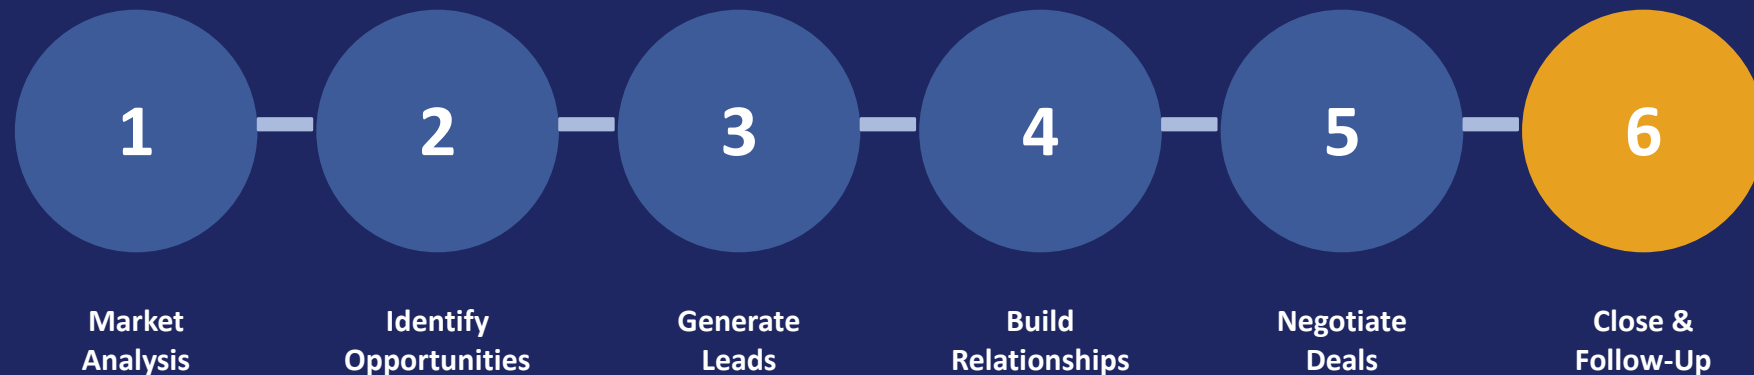 1 2 3 4 5 6
Market Identify Generate Build Negotiate Close &
Analysis Opportunities Leads Relationships Deals Follow-Up